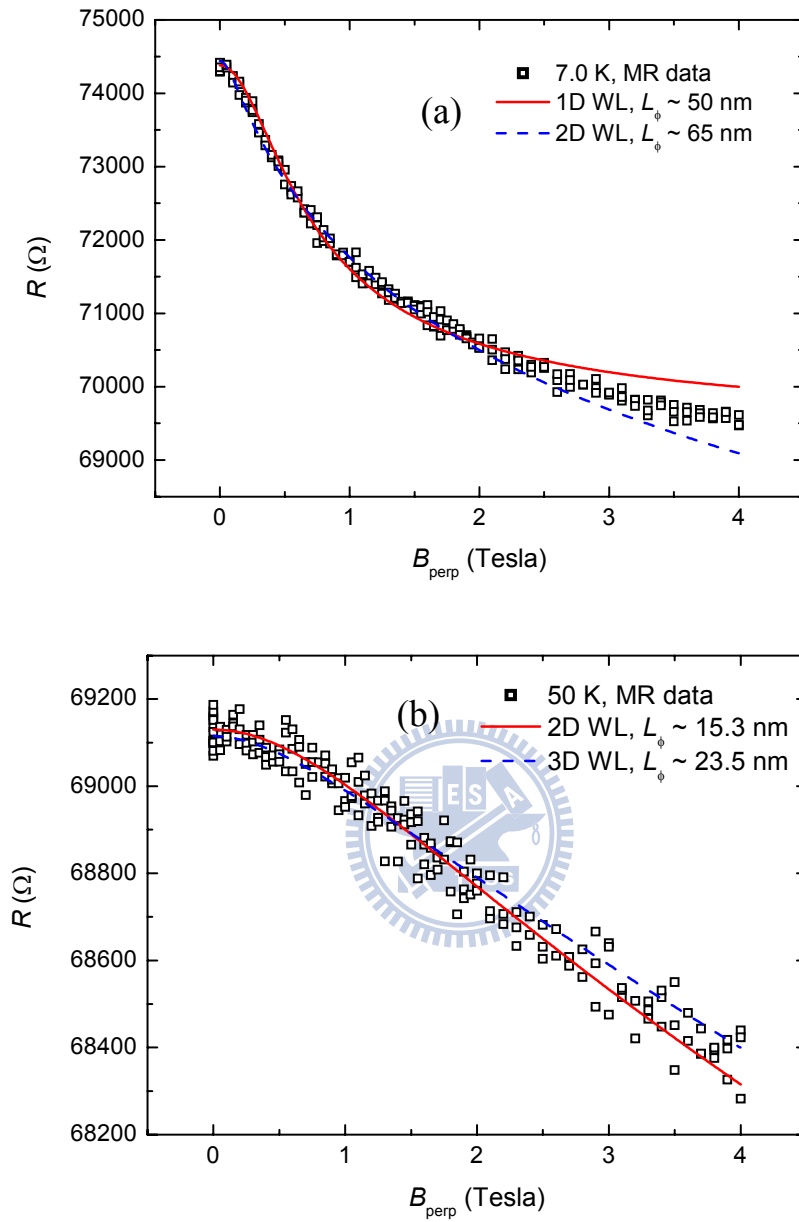 75000
74000
73000
72000
71000
70000
69000
R (Ω)
(a)
7.0 K, MR data
1D WL, Lϕ ~ 50 nm
2D WL, Lϕ ~ 65 nm
0 1 2 3 4
Bperp (Tesla)
69200
69000
68800
68600
68400
68200
R (Ω)
(b)
50 K, MR data
2D WL, Lϕ ~ 15.3 nm
3D WL, Lϕ ~ 23.5 nm
E S A
0 1 2 3 4
Bperp (Tesla)